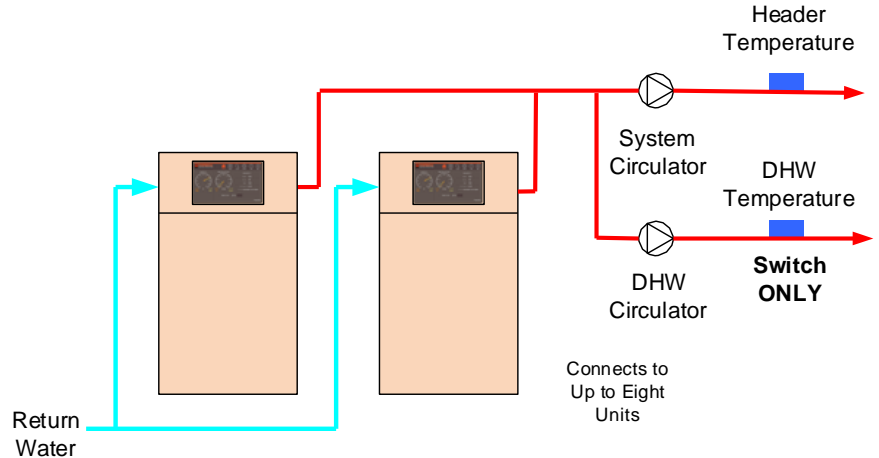 Header
Temperature
System
Circulator
DHW
Temperature
Switch
ONLY
DHW
Circulator
Connects to
Up to Eight
Units
Return
Water